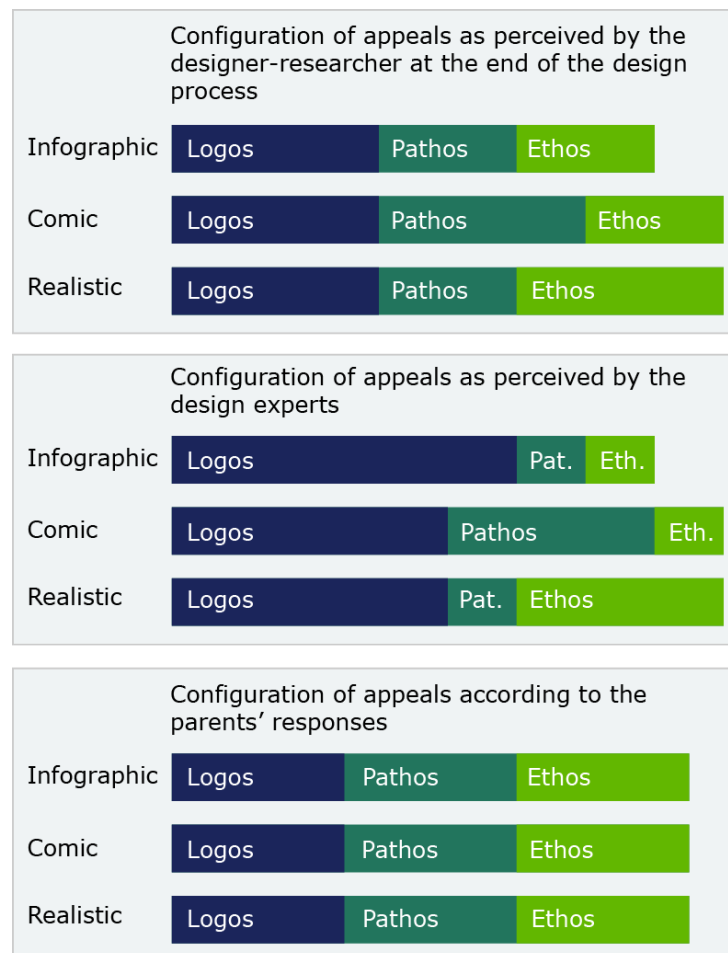 Configuration of appeals as perceived by the
designer-researcher at the end of the design
process
Infographic Logos Pathos Ethos
Comic Logos Pathos Ethos
Realistic Logos Pathos Ethos
Configuration of appeals as perceived by the
design experts
Infographic Logos Pat. Eth.
Comic Logos Pathos Eth.
Realistic Logos Pat. Ethos
Configuration of appeals according to the
parents’ responses
Infographic Logos Pathos Ethos
Comic Logos Pathos Ethos
Realistic Logos Pathos Ethos